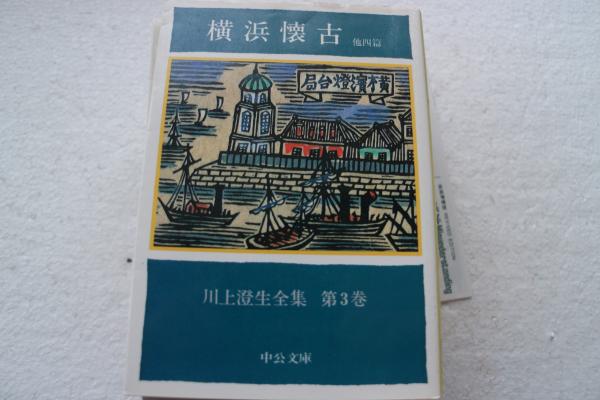 横浜懐古 他四篇
局台燈濱横
川上澄生全集 第3巻
中公文庫